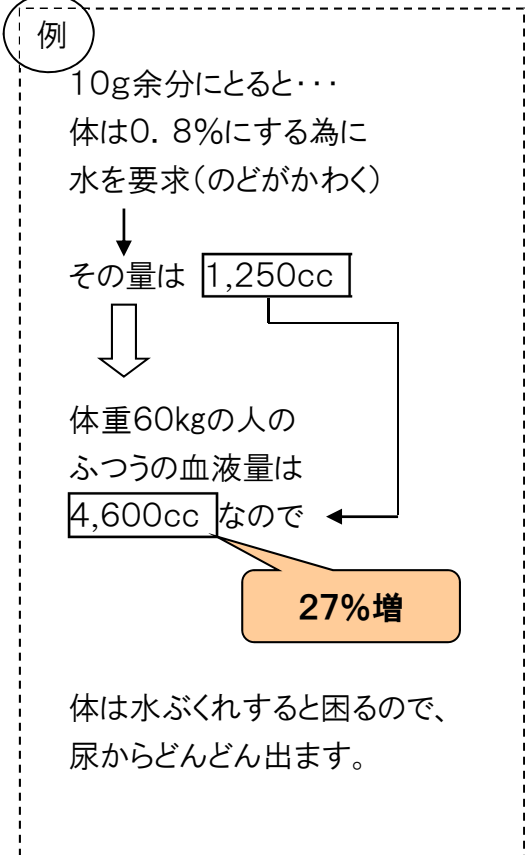 例
10g余分にとると･･･
体は0．8%にする為に
水を要求(のどがかわく)
その量は 1,250cc
体重60kgの人の
ふつうの血液量は
4,600cc なので
27%増
体は水ぶくれすると困るので、
尿からどんどん出ます。